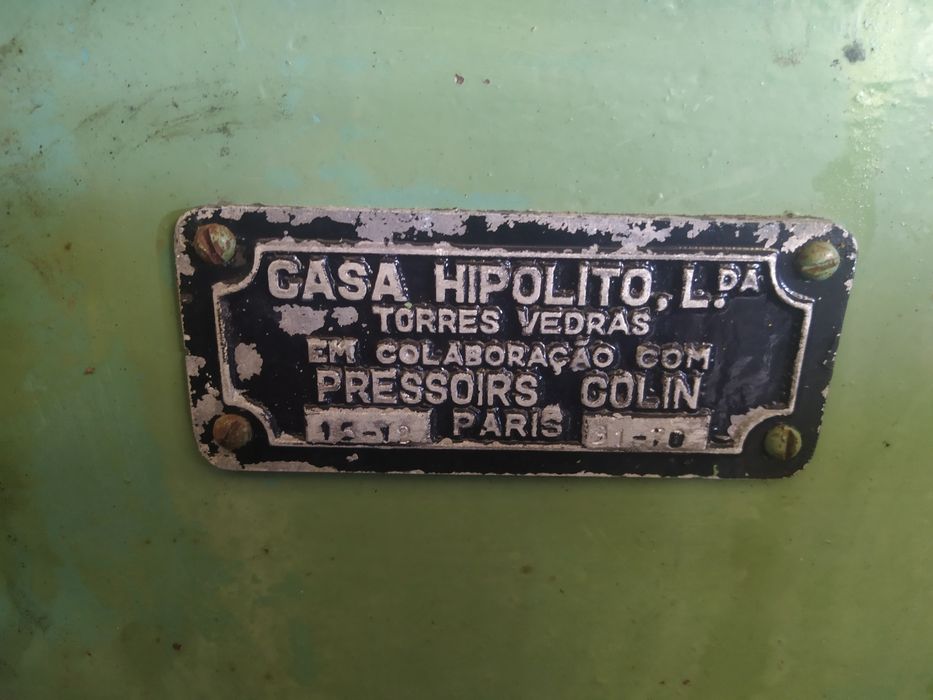 CASA HIPOLITO, L.DA
TORRES VEDRAS
EM COLABORAÇÃO COM
PRESSOIRS COLIN
PARIS